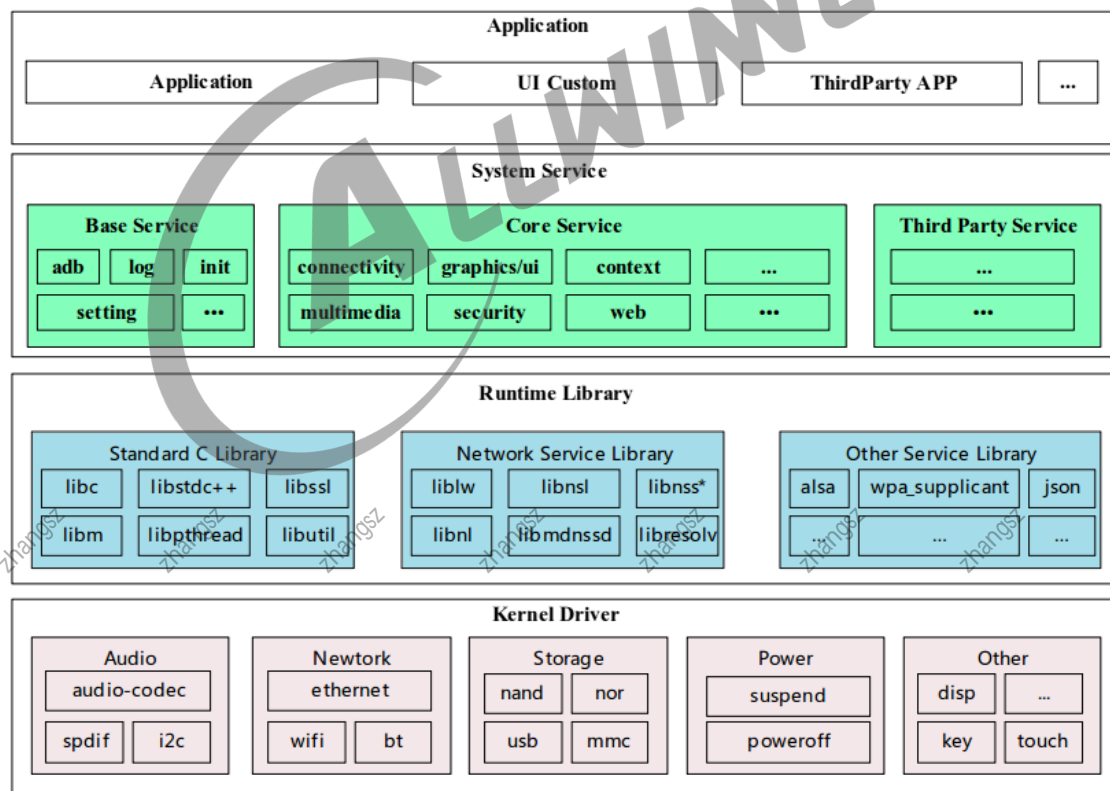 Application
Application
UI Custom
ThirdParty APP
...
System Service
Base Service
adb
log
init
setting
...
Core Service
connectivity
graphics/ui
context
...
multimedia
security
web
...
Third Party Service
...
...
Runtime Library
Standard C Library
libc
libstdc++
libssl
libm
libpthread
libutil
Network Service Library
liblw
libnsl
libnss*
libnl
libmdnssd
libresolv
Other Service Library
alsa
wpa_supplicant
json
...
...
...
zhangsz
zhangsz
zhangsz
zhangsz
zhangsz
zhangsz
zhangsz
Kernel Driver
Audio
audio-codec
spdif
i2c
Newtork
ethernet
wifi
bt
Storage
nand
nor
usb
mmc
Power
suspend
poweroff
Other
disp
...
key
touch